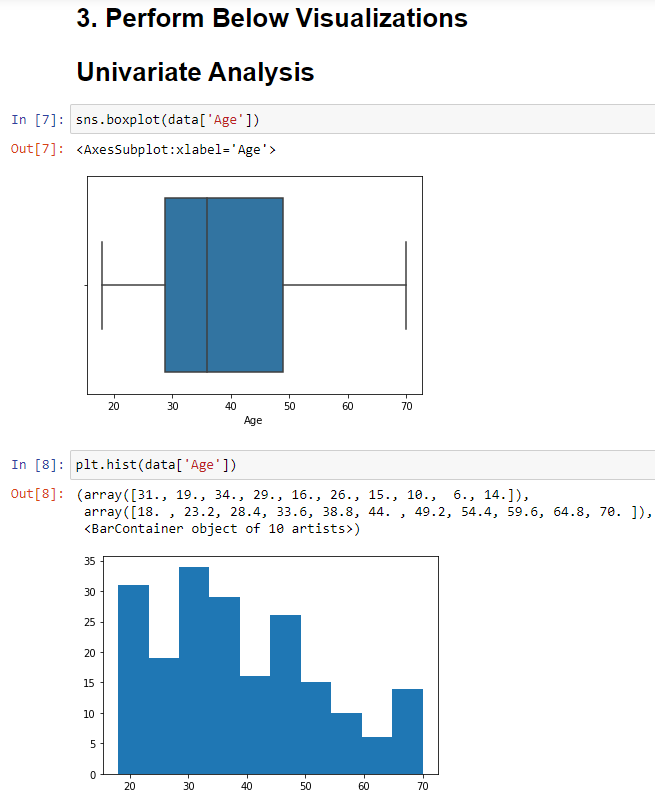 3. Perform Below Visualizations
Univariate Analysis
In [7]: sns.boxplot(data['Age'])
Out[7]: <AxesSubplot:xlabel='Age'>
20 30 40 50 60 70
Age
In [8]: plt.hist(data['Age'])
Out[8]: (array([31., 19., 34., 29., 16., 26., 15., 10.,  6., 14.]),
array([18. , 23.2, 28.4, 33.6, 38.8, 44. , 49.2, 54.4, 59.6, 64.8, 70. ]),
<BarContainer object of 10 artists>)
35
30
25
20
15
10
5
0
20 30 40 50 60 70